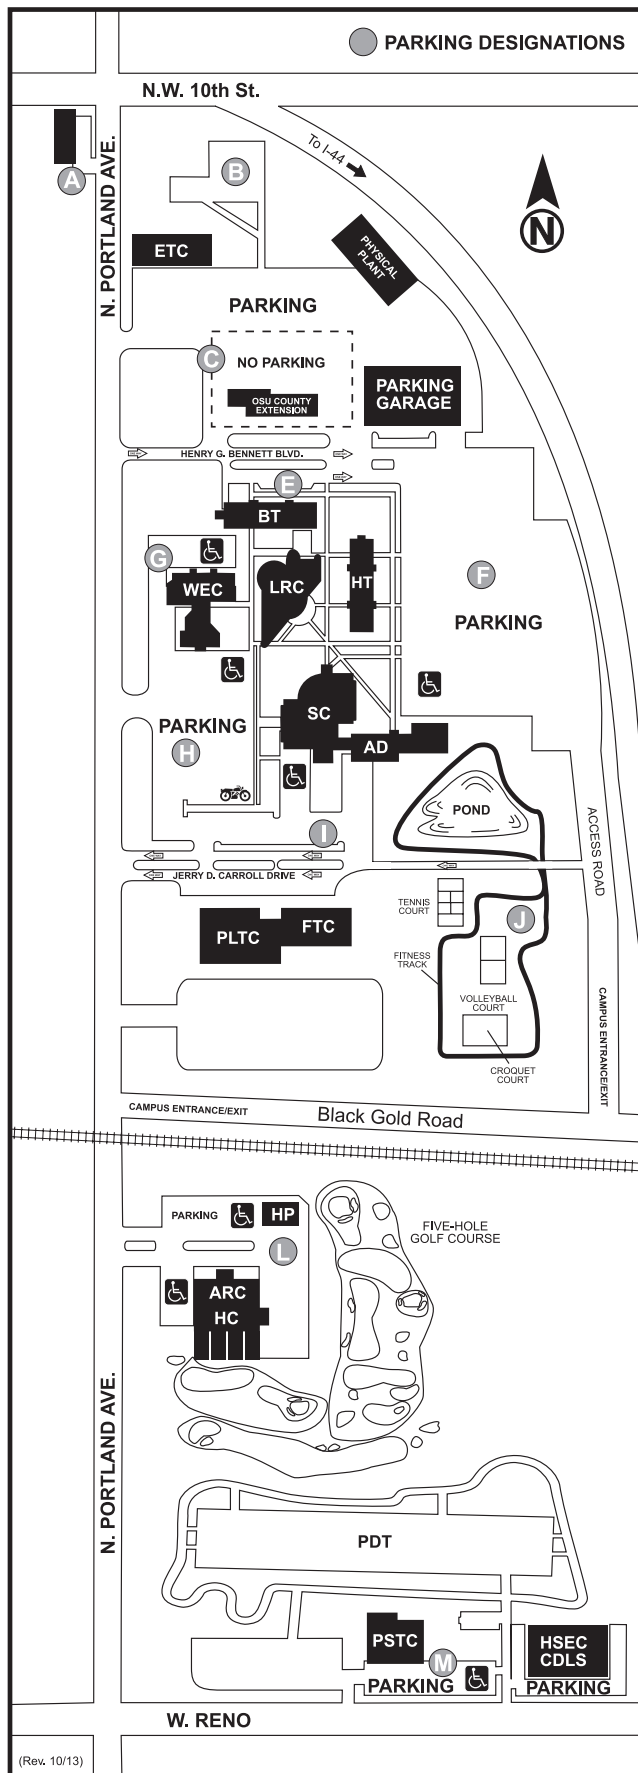 PARKING DESIGNATIONS
N.W. 10th St.
To I-44
N. PORTLAND AVE.
A
B
N
ETC
PHYSICAL
PLANT
PARKING
C
NO PARKING
OSU COUNTY
EXTENSION
PARKING
GARAGE
HENRY G. BENNETT BLVD.
E
BT
G
WEC
LRC
HT
F
PARKING
SC
PARKING
H
AD
POND
ACCESS ROAD
I
JERRY D. CARROLL DRIVE
TENNIS
COURT
J
PLTC
FTC
FITNESS
TRACK
VOLLEYBALL
COURT
CAMPUS ENTRANCE/EXIT
CROQUET
COURT
CAMPUS ENTRANCE/EXIT
Black Gold Road
PARKING
HP
FIVE-HOLE
GOLF COURSE
L
ARC
HC
N. PORTLAND AVE.
PDT
PSTC
HSEC
CDLS
M
PARKING
PARKING
W. RENO
(Rev. 10/13)